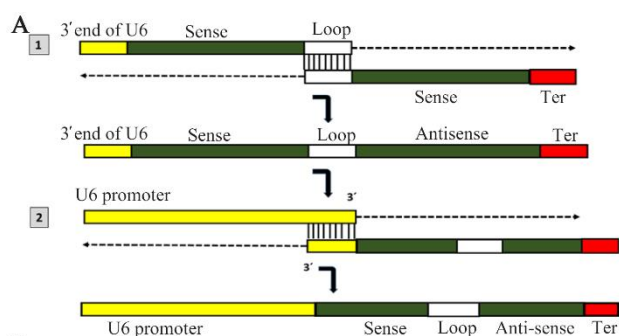 A
3′ end of U6 Sense Loop
1
Sense Ter
3′ end of U6 Sense Loop Antisense Ter
U6 promoter 3′
2
3′
Sense Loop Anti-sense Ter
U6 promoter